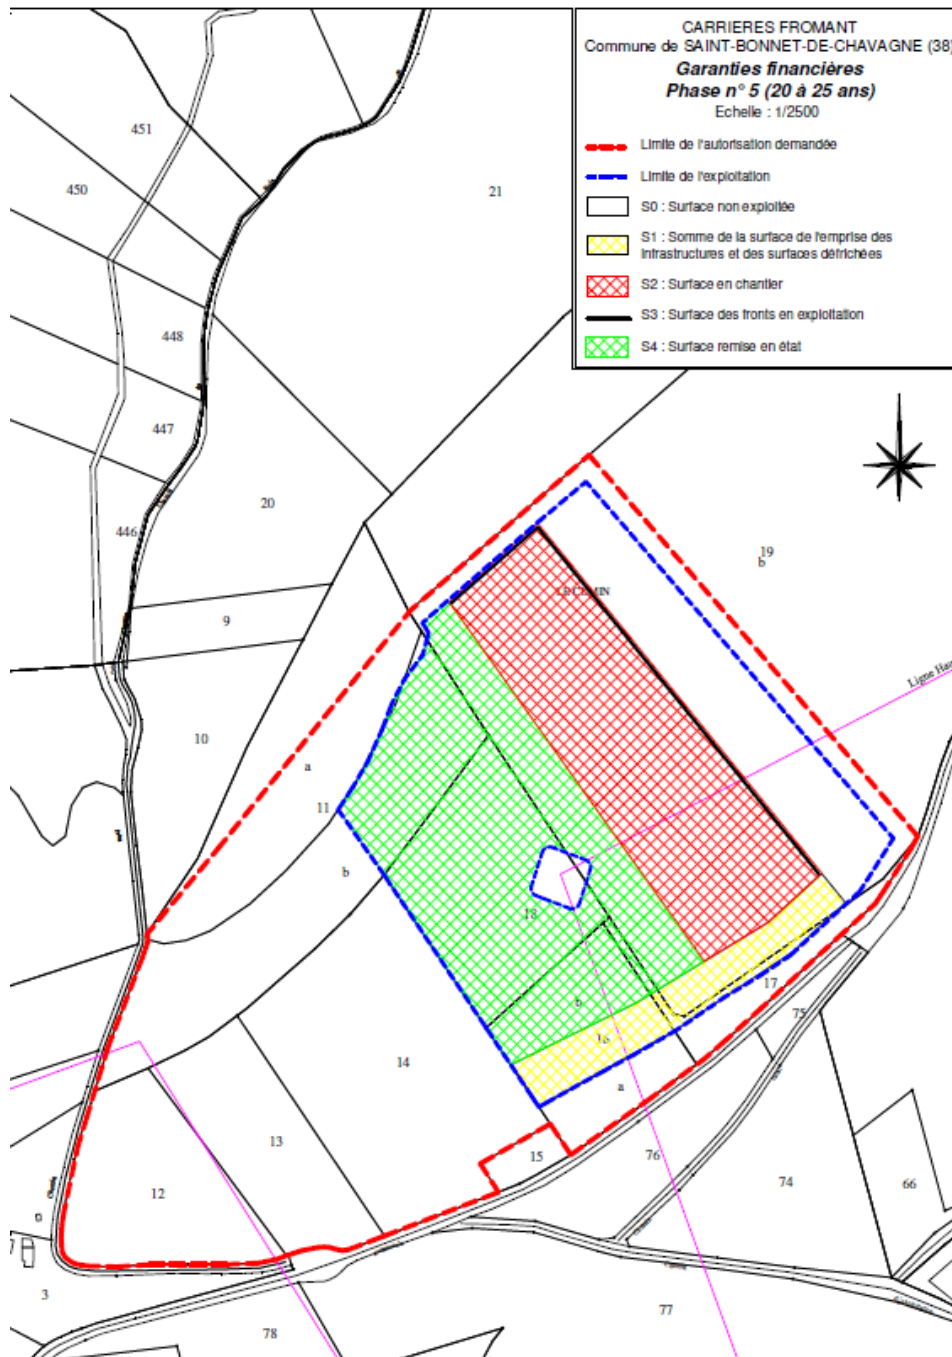 CARRIERES FROMANT
Commune de SAINT-BONNET-DE-CHAVAGNE (38)
Garanties financières
Phase n° 5 (20 à 25 ans)
Echelle : 1/2500
Limite de l'autorisation demandée
Limite de l'exploitation
S0 : Surface non exploitée
S1 : Somme de la surface de l'emprise des
infrastructures et des surfaces défrichées
S2 : Surface en chantier
S3 : Surface des fronts en exploitation
S4 : Surface remise en état
451
450
21
448
447
446
20
9
10
19
b
Ligne Hau
a
11
b
18
b
16
17
75
14
a
13
15
76
12
74
66
3
77
78